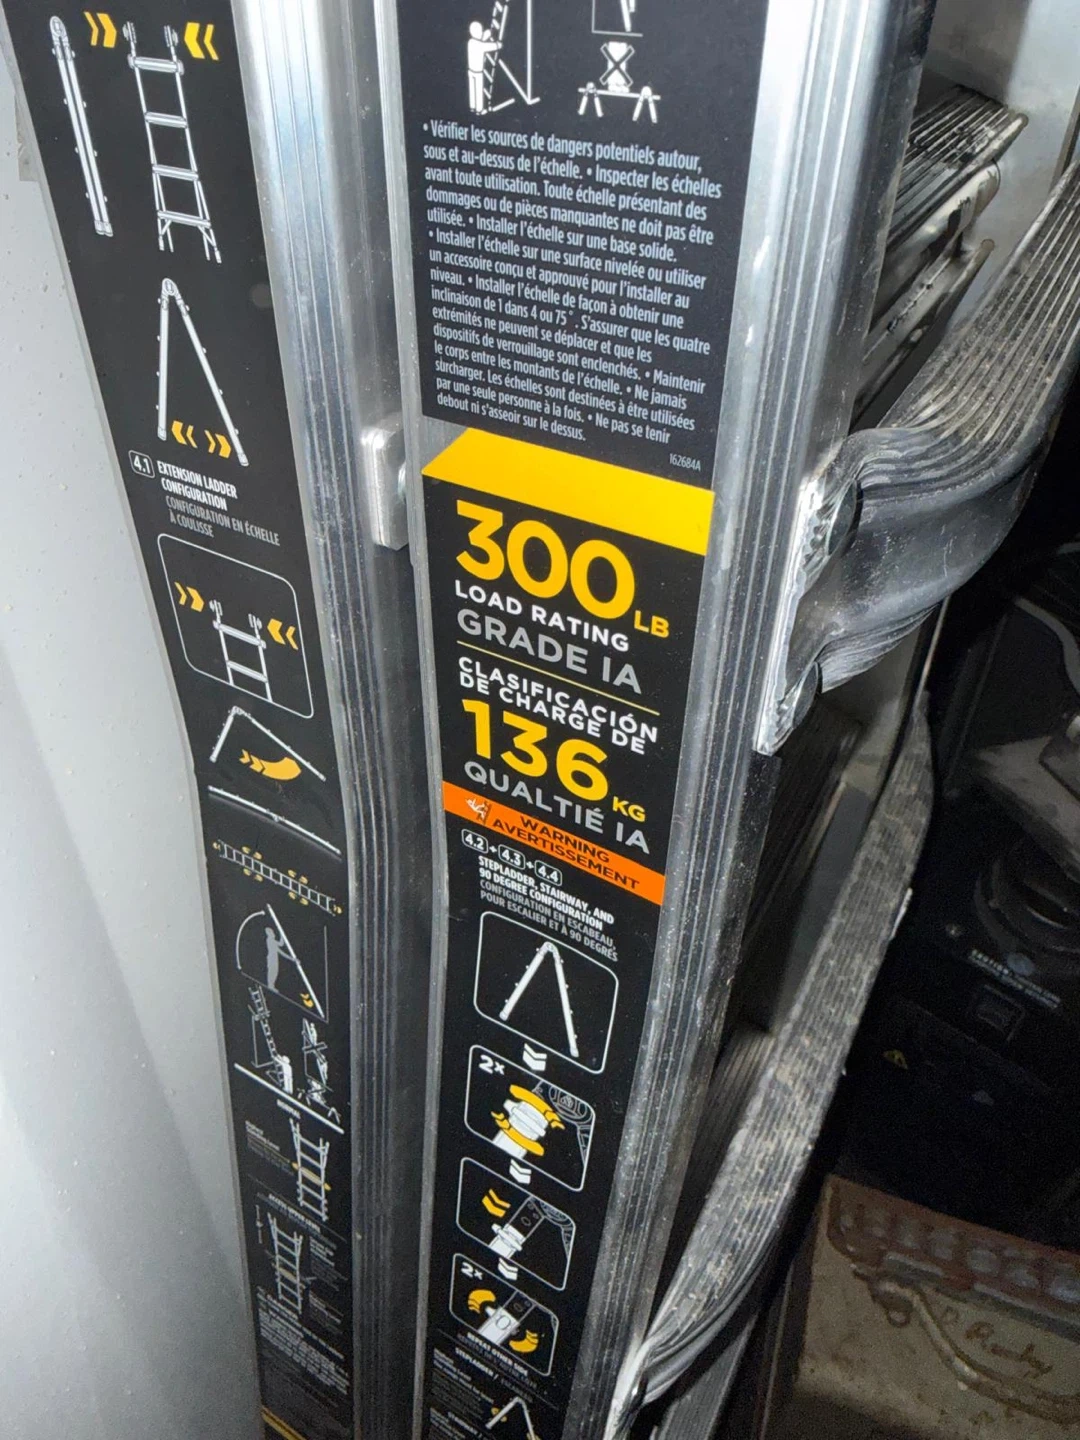 4.1 EXTENSION LADDER
CONFIGURATION
CONFIGURATION EN ÉCHELLE
À COULISSE
• Vérifier les sources de dangers potentiels autour,
sous et au-dessus de l'échelle. • Inspecter les échelles
avant toute utilisation. Toute échelle présentant des
dommages ou de pièces manquantes ne doit pas être
utilisée. • Installer l'échelle sur une base solide.
• Installer l'échelle sur une surface nivelée ou utiliser
un accessoire conçu et approuvé pour l'installer au
niveau. • Installer l'échelle de façon à obtenir une
inclinaison de 1 dans 4 ou 75°. S'assurer que les quatre
extrémités ne peuvent se déplacer et que les
dispositifs de verrouillage sont enclenchés. • Maintenir
le corps entre les montants de l'échelle. • Ne jamais
surcharger. Les échelles sont destinées à être utilisées
par une seule personne à la fois. • Ne pas se tenir
debout ni s'asseoir sur le dessus.
162684A
300 LB
LOAD RATING
GRADE IA
CLASIFICACIÓN
DE CHARGE DE
136 KG
QUALTIÉ IA
WARNING
AVERTISSEMENT
4.2 + 4.3 + 4.4
STEPLADDER, STAIRWAY, AND
90 DEGREE CONFIGURATION
CONFIGURATION EN ESCABEAU,
POUR ESCALIER ET À 90 DEGRÉS
2×
2×
REPEAT OTHER SIDE
STEPLADDER /